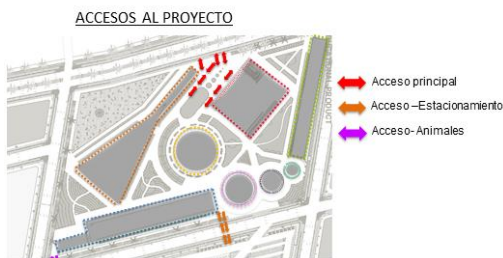 ACCESOS AL PROYECTO
Acceso principal
Acceso –Estacionamiento
Acceso- Animales